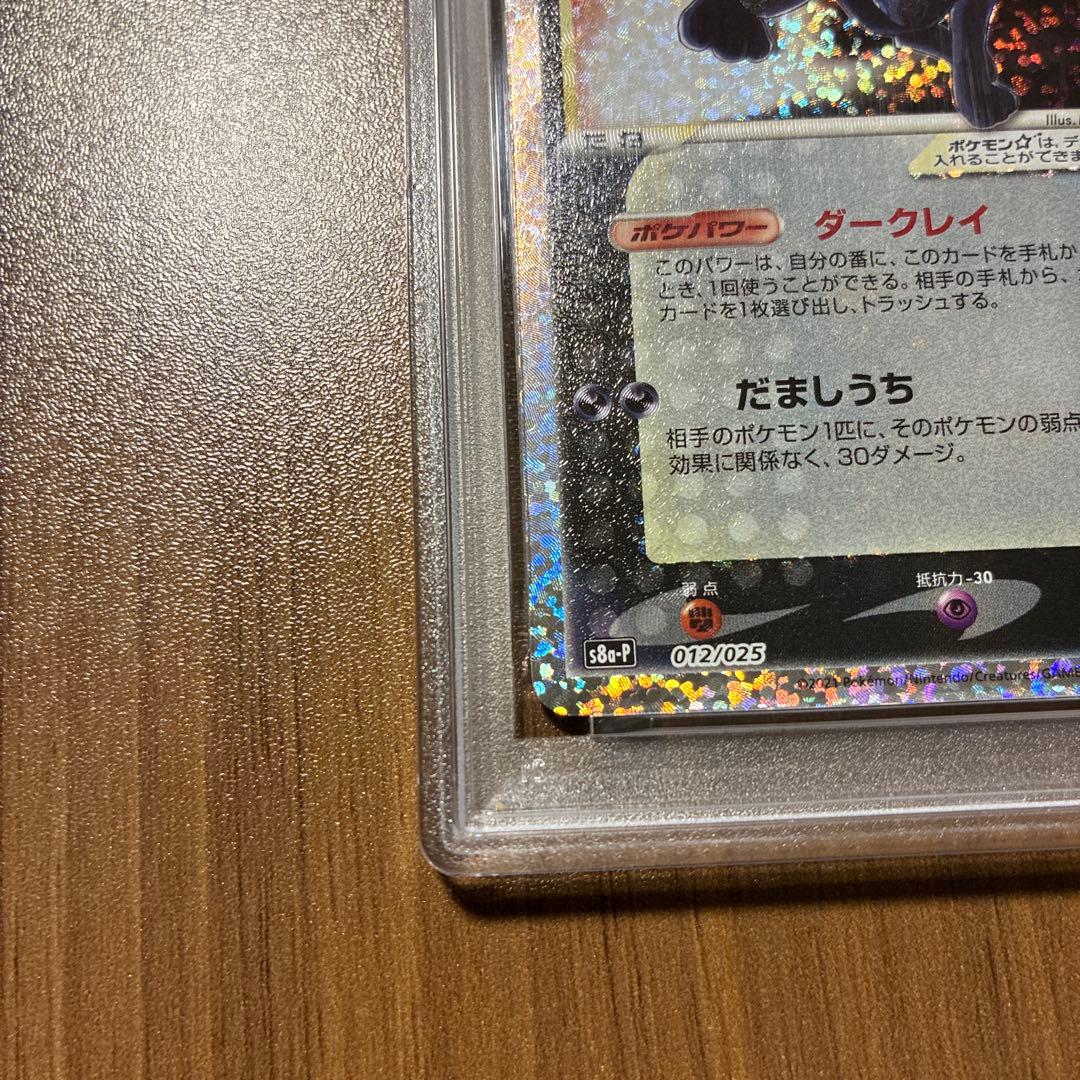 Illus.
ポケモン☆は、デ
入れることができま
ポケパワー ダークレイ
このパワーは、自分の番に、このカードを手札か
とき、1回使うことができる。相手の手札から、
カードを1枚選び出し、トラッシュする。
だましうち
相手のポケモン1匹に、そのポケモンの弱点
効果に関係なく、30ダメージ。
弱点
抵抗力 -30
s8a-P 012/025
©2021 Pokémon/Nintendo/Creatures/GAME